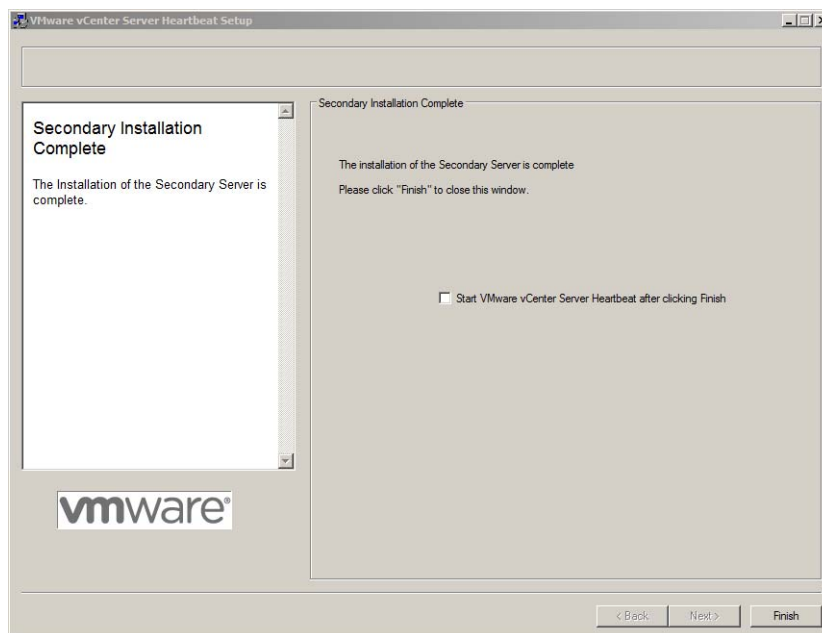 VMware vCenter Server Heartbeat Setup
Secondary Installation
Complete
The Installation of the Secondary Server is
complete.
Secondary Installation Complete
The installation of the Secondary Server is complete
Please click "Finish" to close this window.
Start VMware vCenter Server Heartbeat after clicking Finish
vmware®
< Back
Next >
Finish